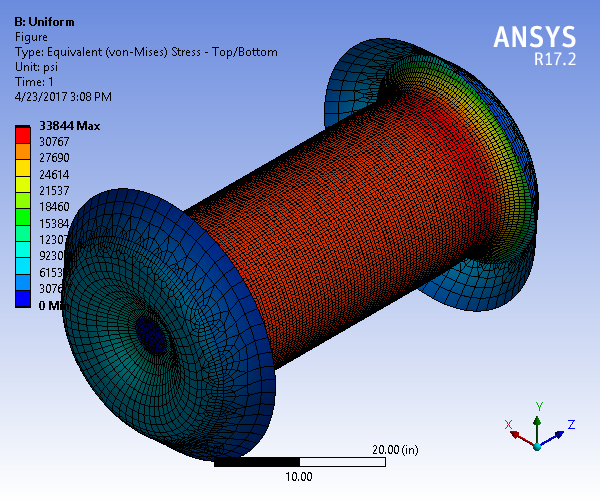 B: Uniform
Figure
Type: Equivalent (von-Mises) Stress - Top/Bottom
Unit: psi
Time: 1
4/23/2017 3:08 PM
ANSYS
R17.2
33844 Max
30767
27690
24614
21537
18460
15384
12307
9230
6153
3076
0 Min
Y
X
Z
20.00 (in)
10.00